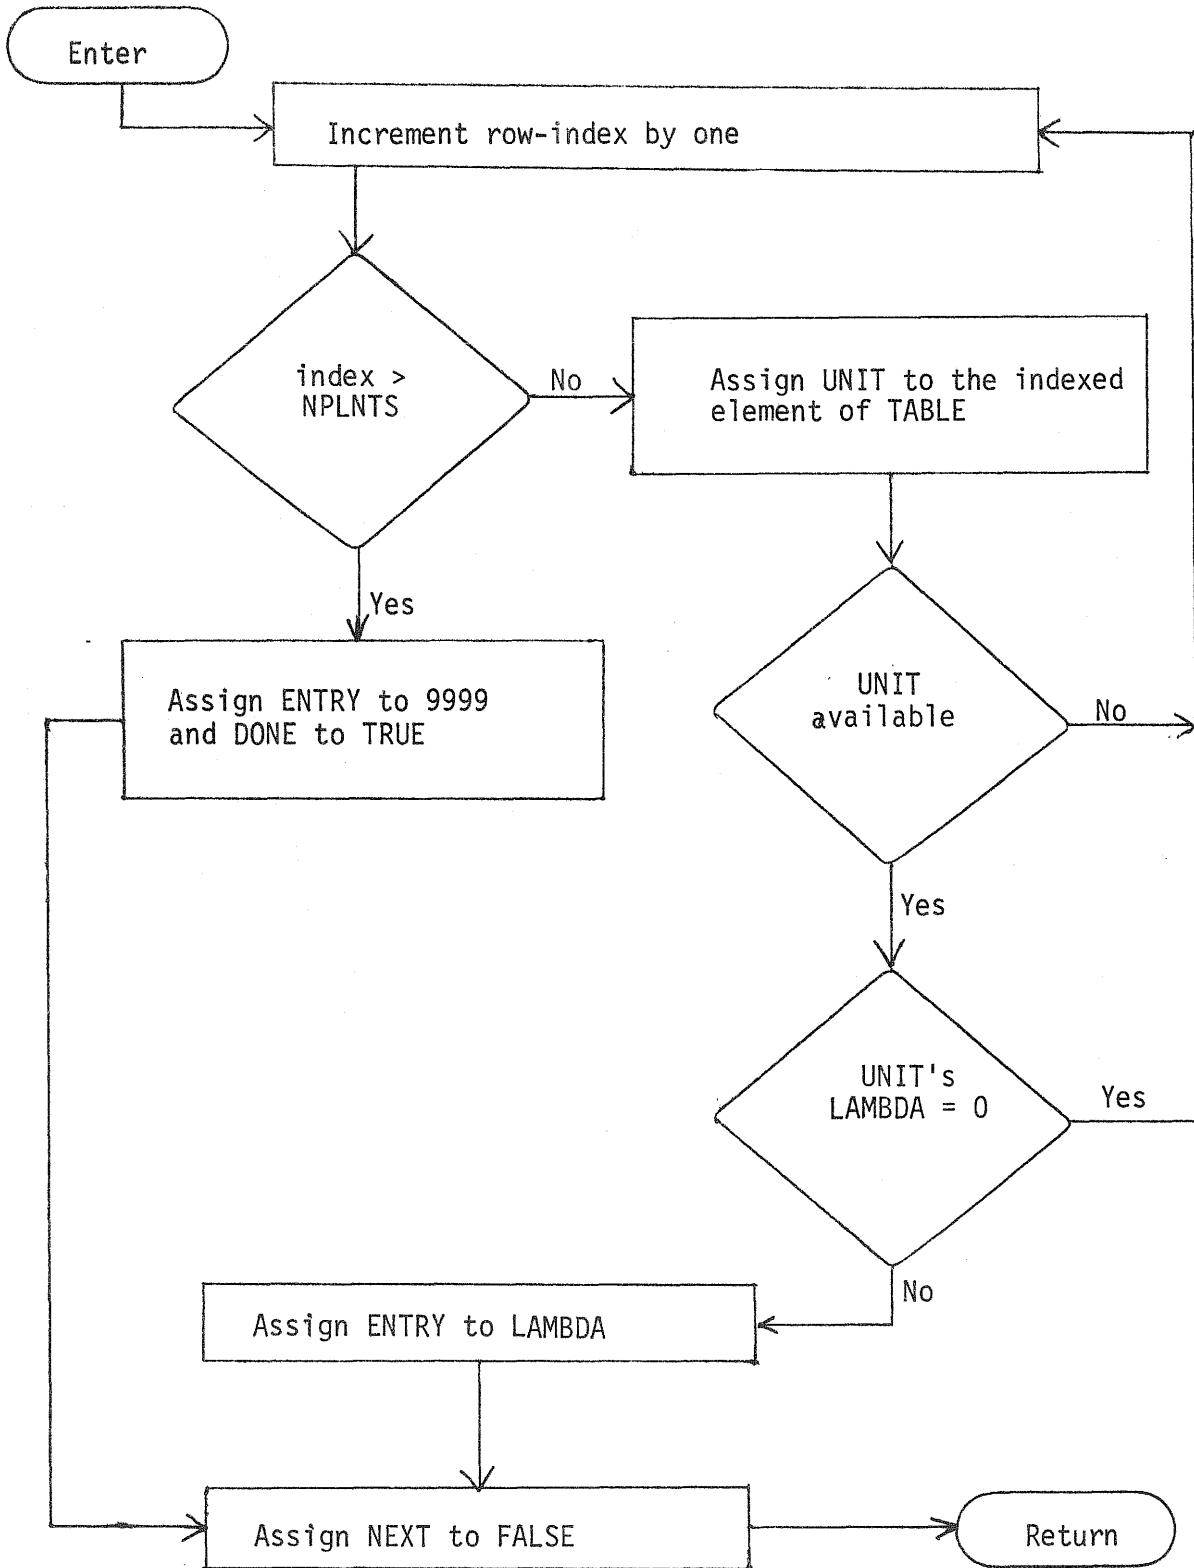 Enter
Increment row-index by one
index >
NPLNTS
No
Assign UNIT to the indexed
element of TABLE
Yes
Assign ENTRY to 9999
and DONE to TRUE
UNIT
available
No
Yes
UNIT's
LAMBDA = 0
Yes
No
Assign ENTRY to LAMBDA
Assign NEXT to FALSE
Return